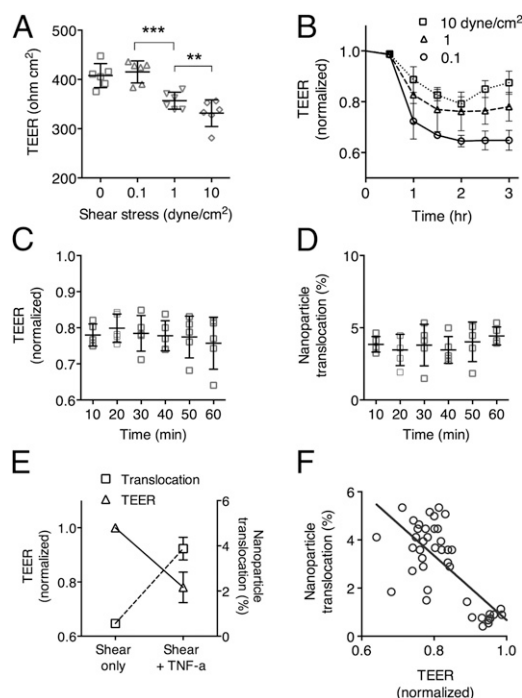 A
TEER (ohm cm²)
500
400
300
200
***
**
0 0.1 1 10
Shear stress (dyne/cm²)
B
10 dyne/cm²
1
0.1
TEER
(normalized)
1.0
0.8
0.6
0 1 2 3
Time (hr)
C
TEER
(normalized)
1.0
0.9
0.8
0.7
0.6
10 20 30 40 50 60
Time (min)
D
Nanoparticle
translocation (%)
10
5
0
10 20 30 40 50 60
Time (min)
E
Translocation
TEER
TEER
(normalized)
1.0
0.8
0.6
6
4
2
0
Nanoparticle
translocation (%)
Shear Shear
only + TNF-a
F
Nanoparticle
translocation (%)
6
4
2
0
0.6 0.8 1.0
TEER
(normalized)